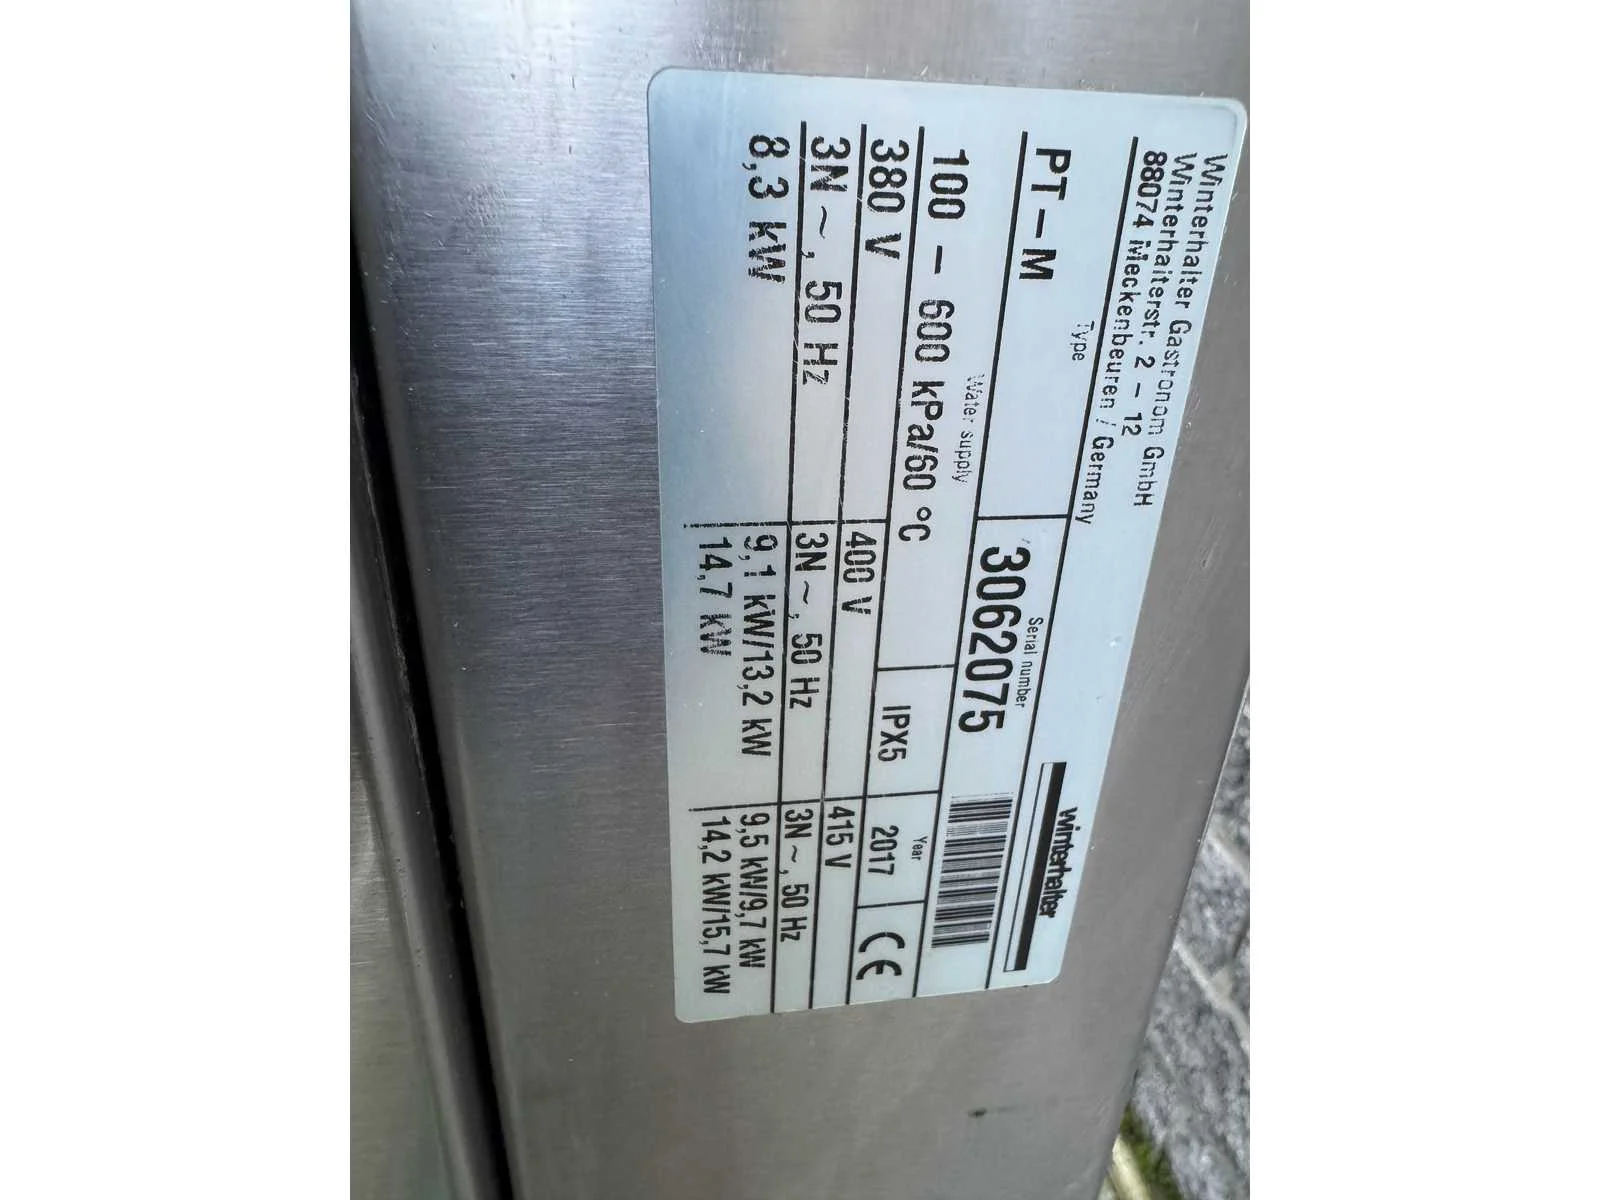 Winterhalter Gastronom GmbH
Winterhalterstr. 2 - 12
88074 Meckenbeuren / Germany
winterhalter
Type
PT-M
Serial number
3062075
Water supply
100 - 600 kPa/60 °C
IPX5
Year
2017
CE
380 V
400 V
415 V
3N ~, 50 Hz
3N ~, 50 Hz
3N ~, 50 Hz
8,3 kW
9,1 kW/13,2 kW
9,5 kW/9,7 kW
14,7 kW
14,2 kW/15,7 kW